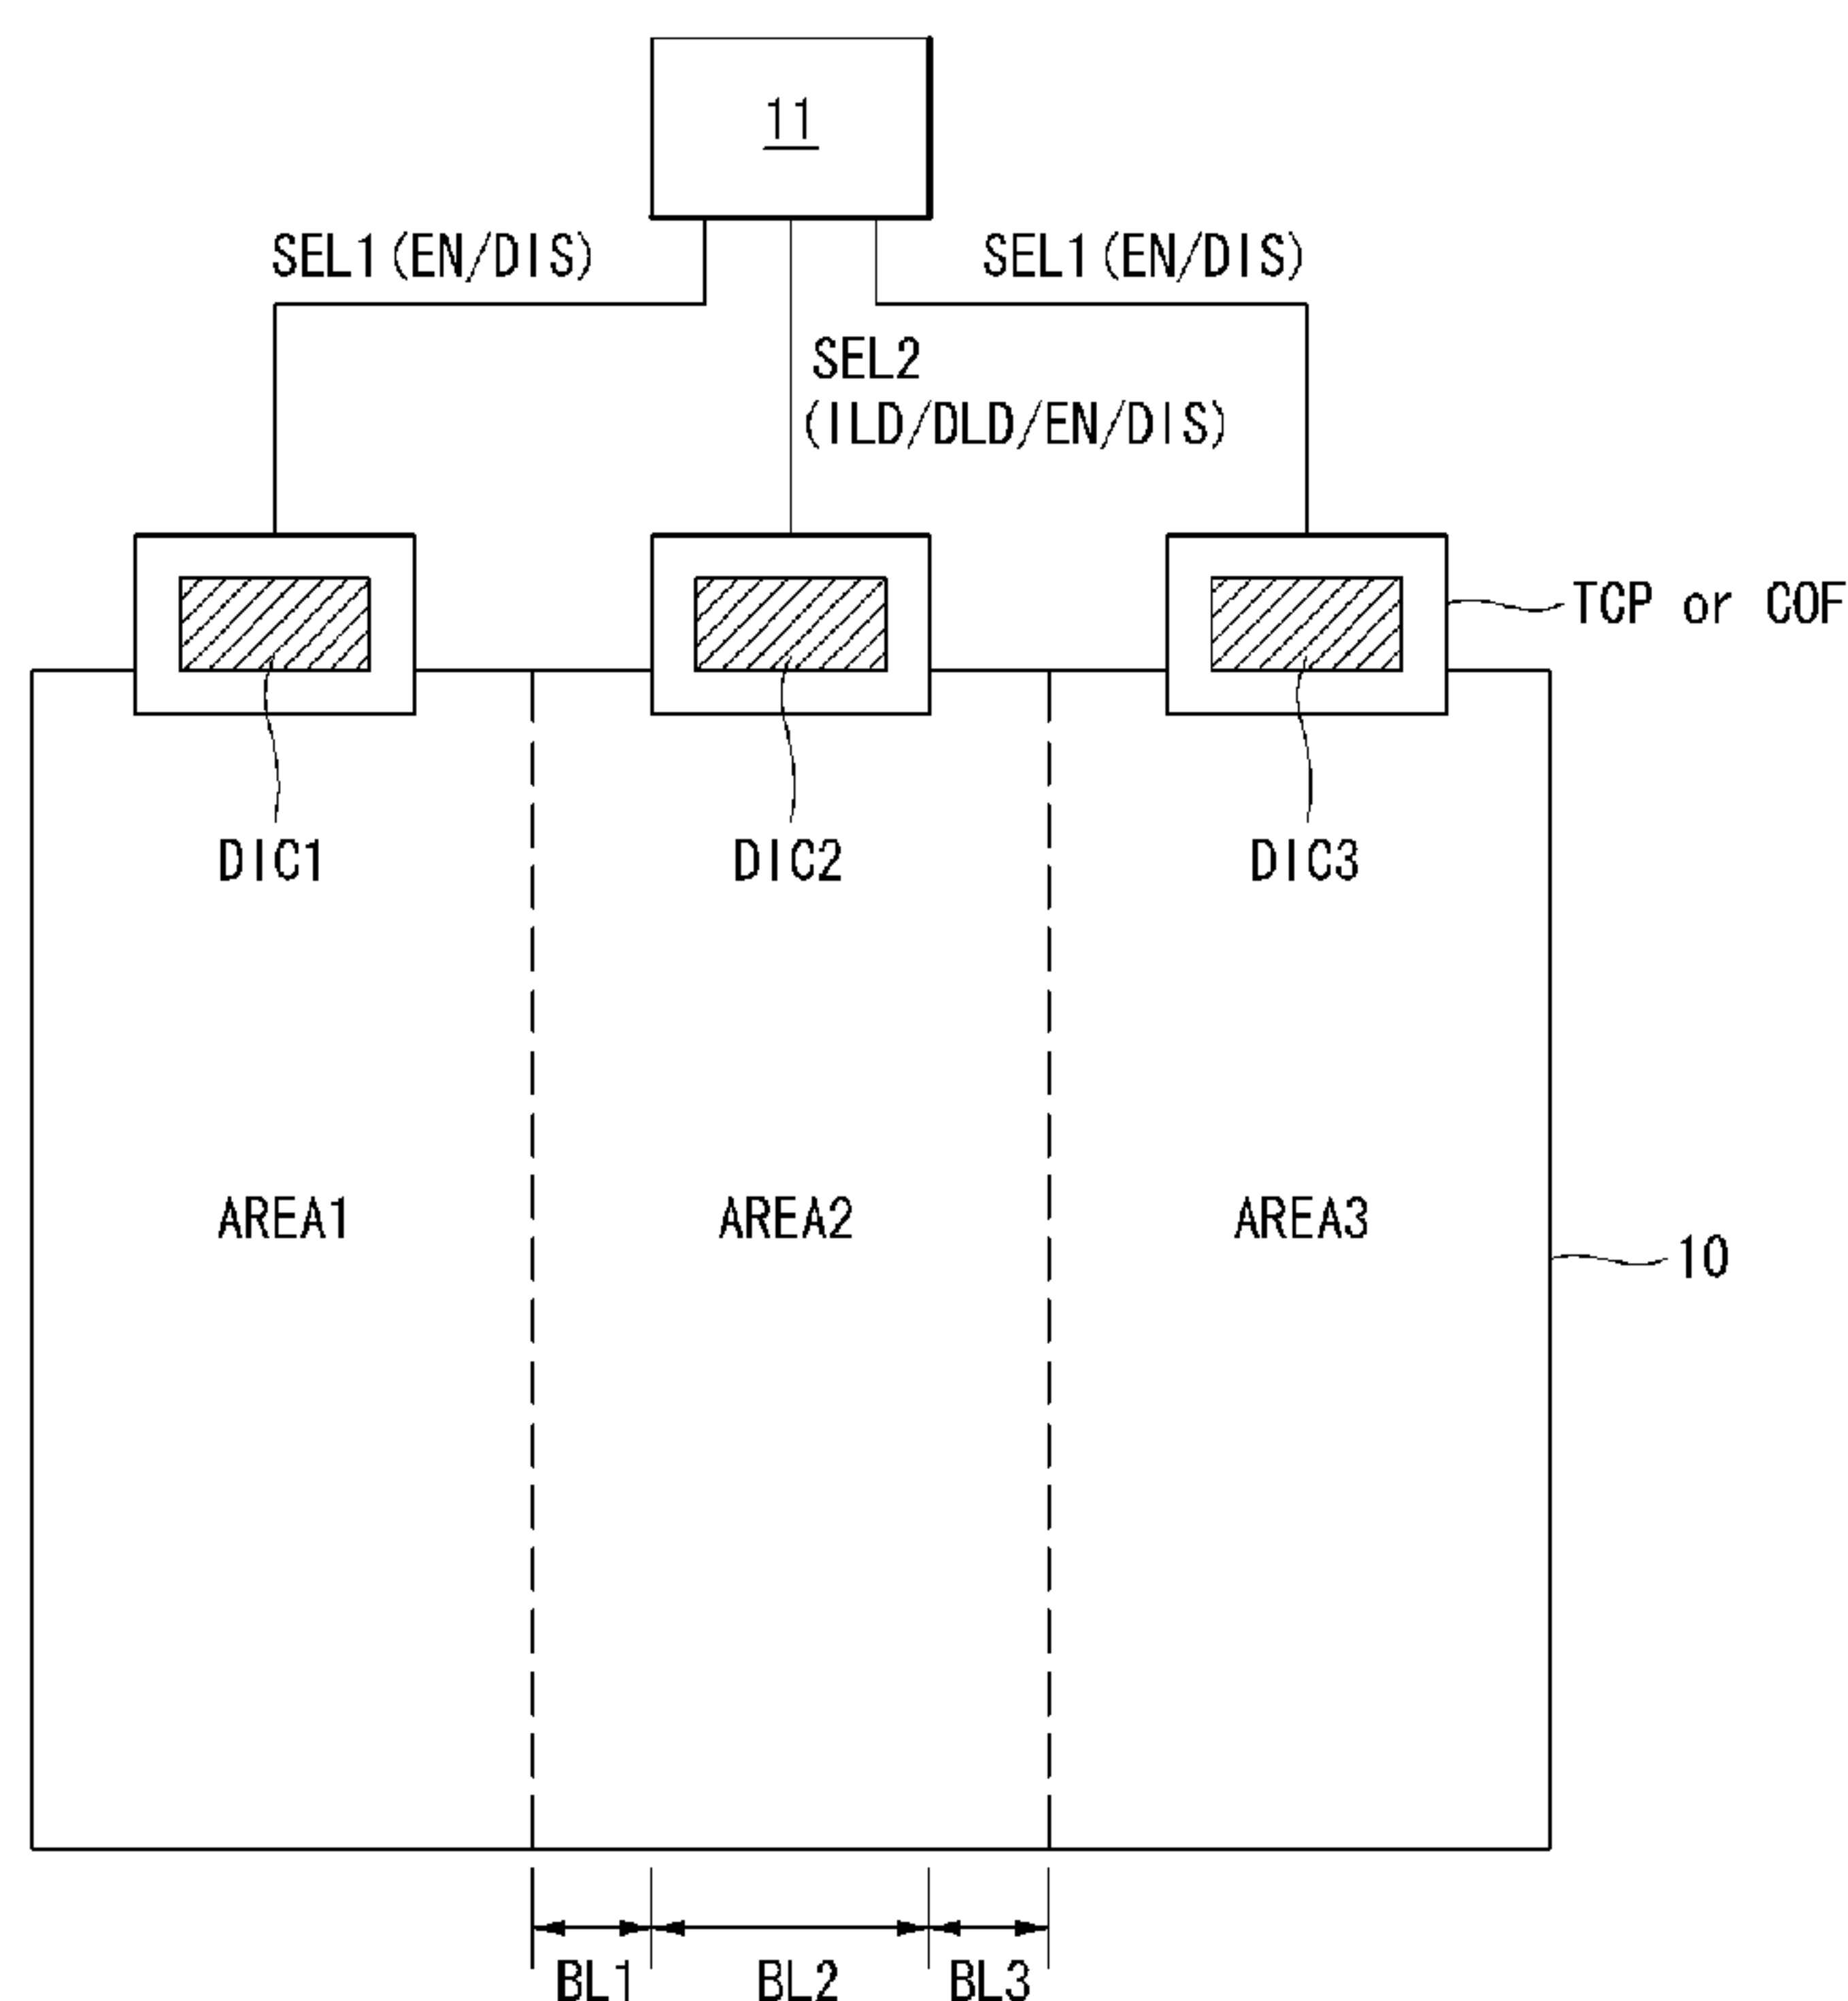 11
SEL1(EN/DIS)
SEL1(EN/DIS)
SEL2
(ILD/DLD/EN/DIS)
TCP or COF
DIC1
DIC2
DIC3
AREA1
AREA2
AREA3
10
BL1
BL2
BL3